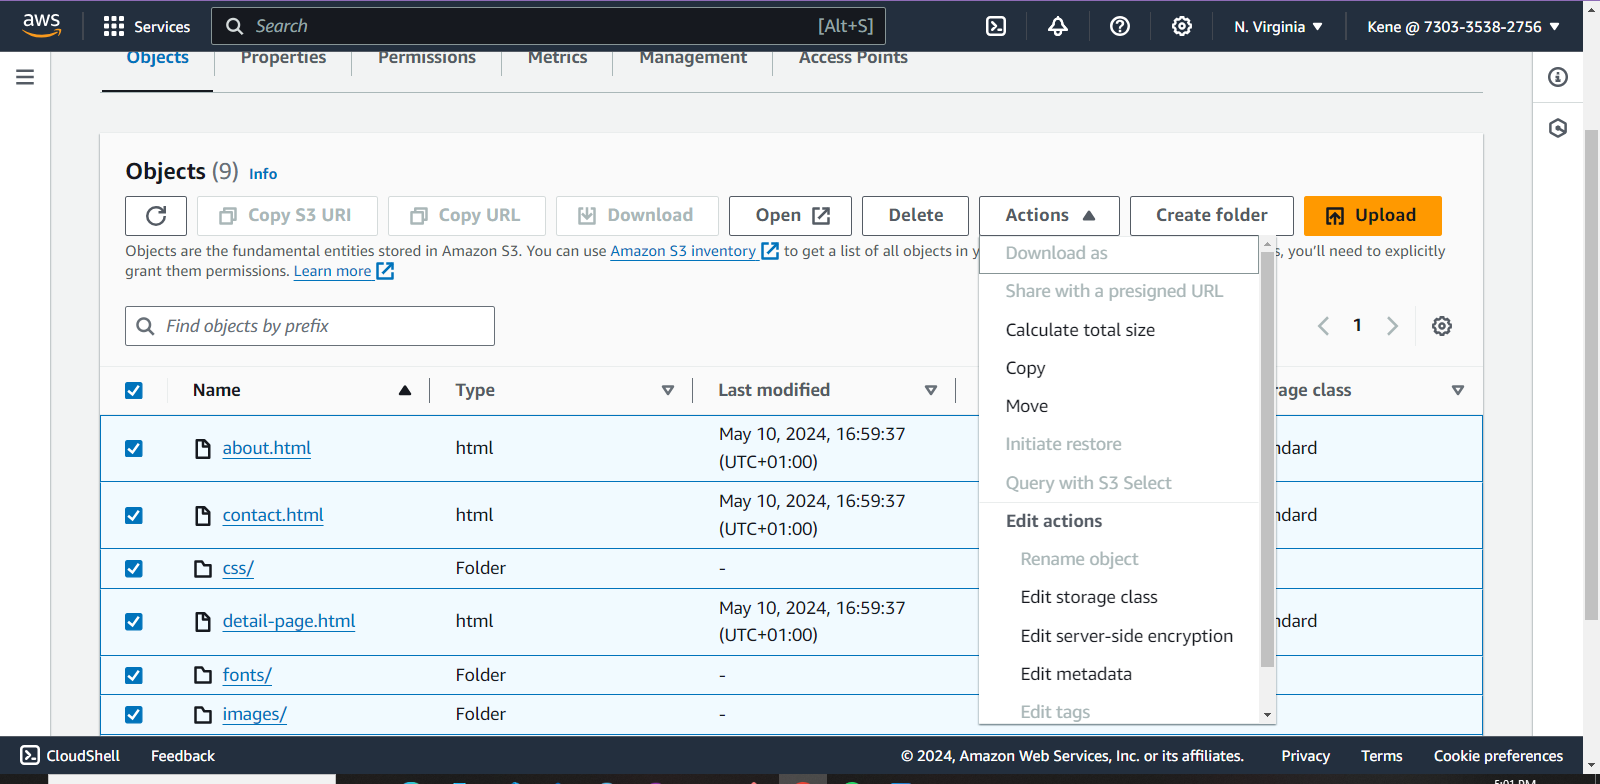 aws
Services
Search
[Alt+S]
N. Virginia
Kene @ 7303-3538-2756
Objects
Properties
Permissions
Metrics
Management
Access Points
Objects (9) Info
Copy S3 URI
Copy URL
Download
Open
Delete
Actions
Create folder
Upload
Objects are the fundamental entities stored in Amazon S3. You can use Amazon S3 inventory to get a list of all objects in y
s, you'll need to explicitly
grant them permissions. Learn more
Find objects by prefix
1
Download as
Share with a presigned URL
Calculate total size
Copy
Move
Initiate restore
Query with S3 Select
Edit actions
Rename object
Edit storage class
Edit server-side encryption
Edit metadata
Edit tags
Name
Type
Last modified
rage class
about.html
html
May 10, 2024, 16:59:37
(UTC+01:00)
ndard
contact.html
html
May 10, 2024, 16:59:37
(UTC+01:00)
ndard
css/
Folder
-
detail-page.html
html
May 10, 2024, 16:59:37
(UTC+01:00)
ndard
fonts/
Folder
-
images/
Folder
-
CloudShell
Feedback
© 2024, Amazon Web Services, Inc. or its affiliates.
Privacy
Terms
Cookie preferences
5:01 PM